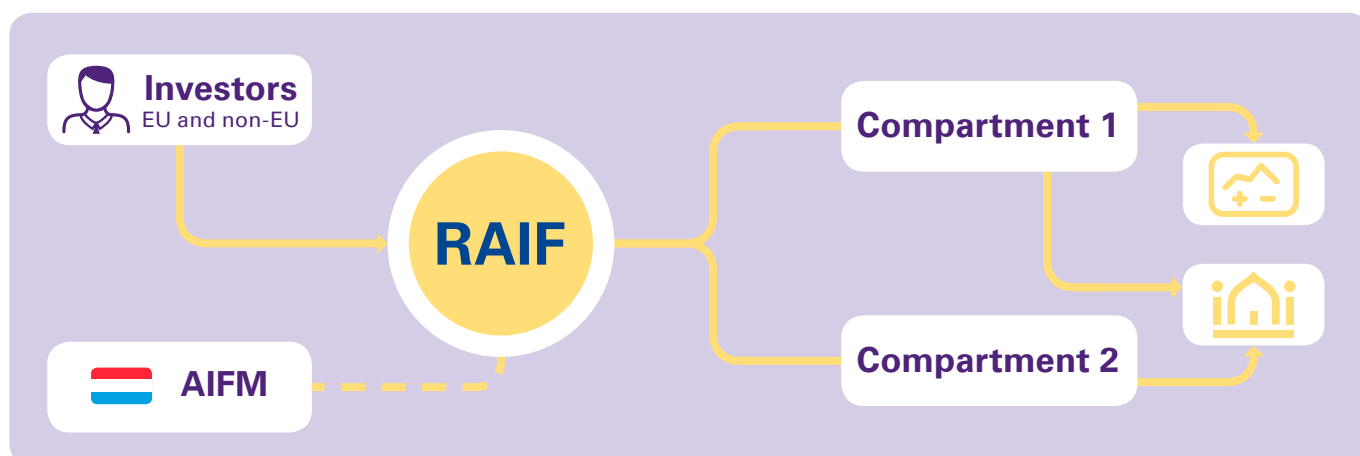 Investors
EU and non-EU
AIFM
RAIF
Compartment 1
Compartment 2